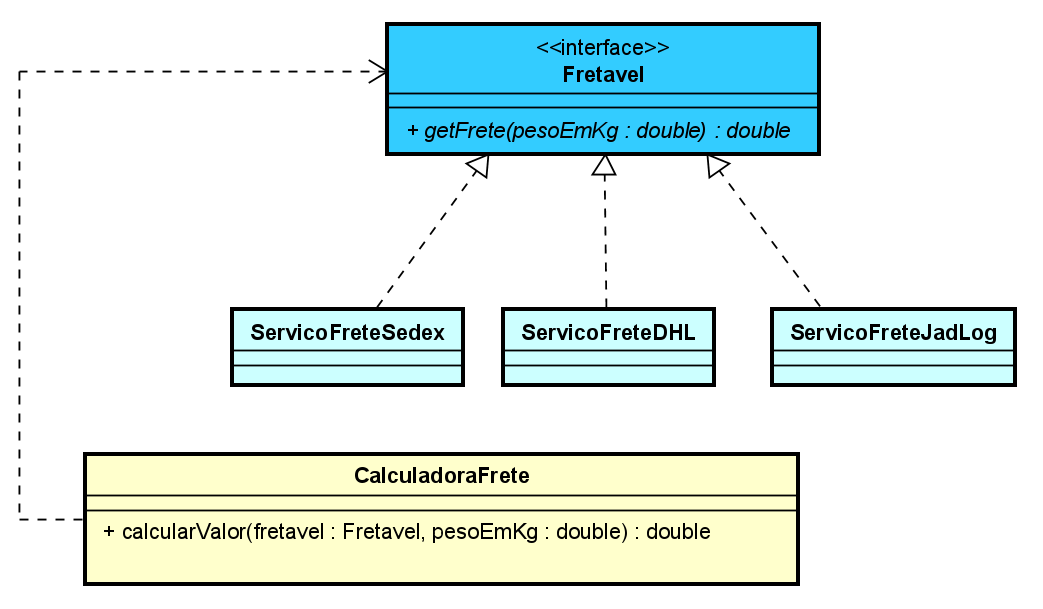 <<interface>>
Fretavel
+ getFrete(pesoEmKg : double) : double
ServicoFreteSedex
ServicoFreteDHL
ServicoFreteJadLog
CalculadoraFrete
+ calcularValor(fretavel : Fretavel, pesoEmKg : double) : double